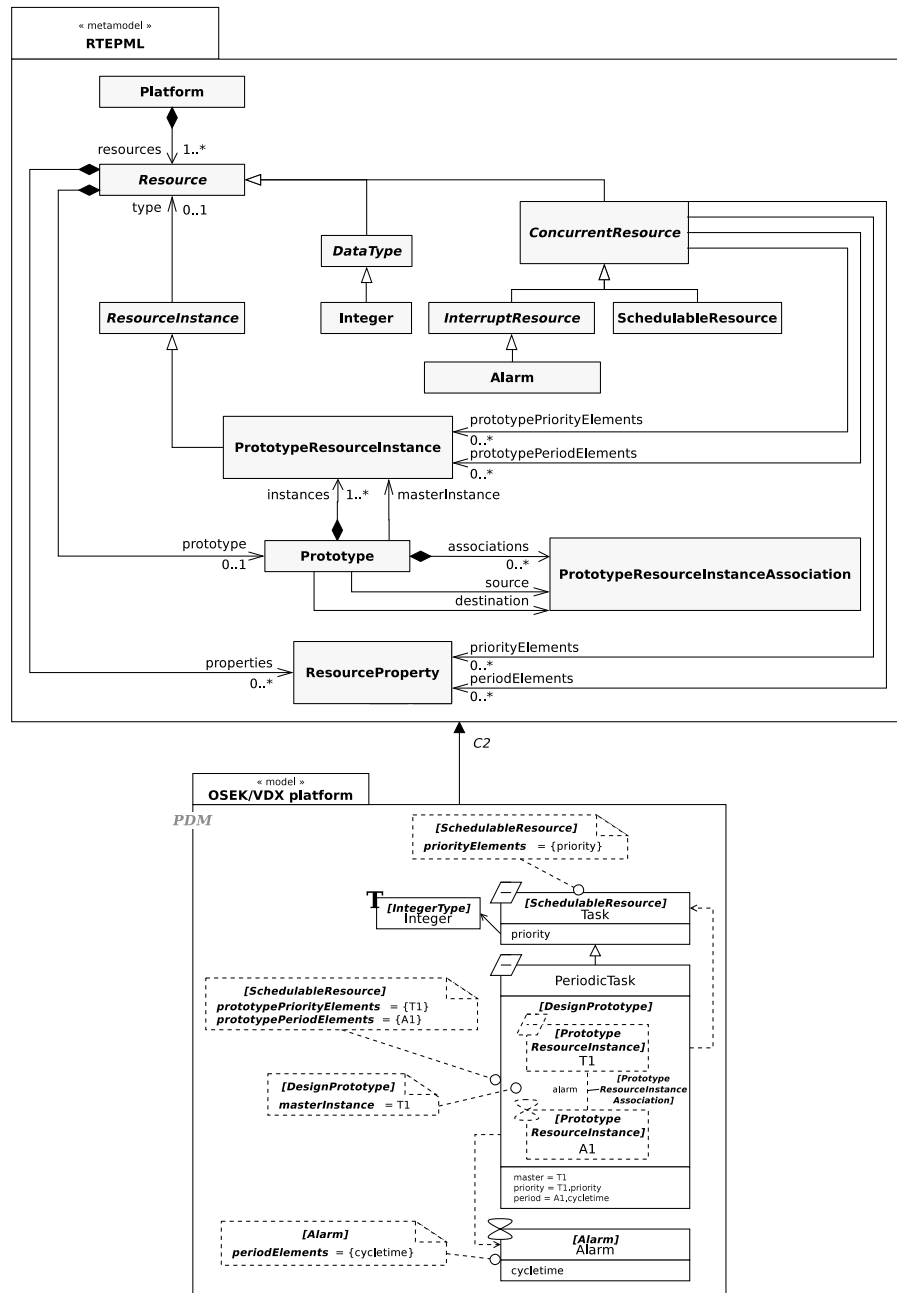 « metamodel »
RTEPML
Platform
resources 1..*
Resource
type 0..1
ConcurrentResource
DataType
ResourceInstance
Integer
InterruptResource
SchedulableResource
Alarm
prototypePriorityElements
0..*
PrototypeResourceInstance
prototypePeriodElements
0..*
instances 1..* masterInstance
prototype
0..1
Prototype
associations
0..*
source
destination
PrototypeResourceInstanceAssociation
priorityElements
0..*
properties
0..*
ResourceProperty
periodElements
0..*
C2
« model »
OSEK/VDX platform
PDM
[SchedulableResource]
priorityElements = {priority}
T
[IntegerType]
Integer
[SchedulableResource]
Task
priority
PeriodicTask
[SchedulableResource]
prototypePriorityElements = {T1}
prototypePeriodElements = {A1}
[DesignPrototype]
[Prototype
ResourceInstance]
T1
[DesignPrototype]
masterInstance = T1
alarm
[Prototype
ResourceInstance
Association]
[Prototype
ResourceInstance]
A1
master = T1
priority = T1.priority
period = A1.cycletime
[Alarm]
periodElements = {cycletime}
[Alarm]
Alarm
cycletime